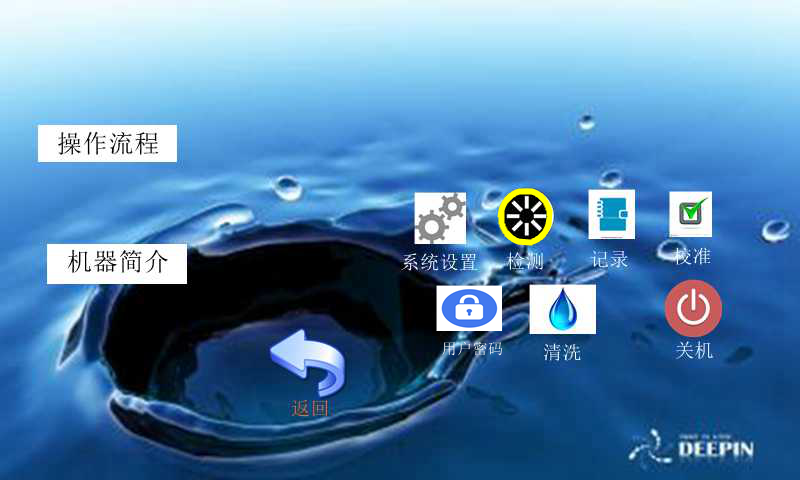 操作流程
机器简介
系统设置
检测
记录
校准
用户密码
清洗
关机
返回
DEEPIN